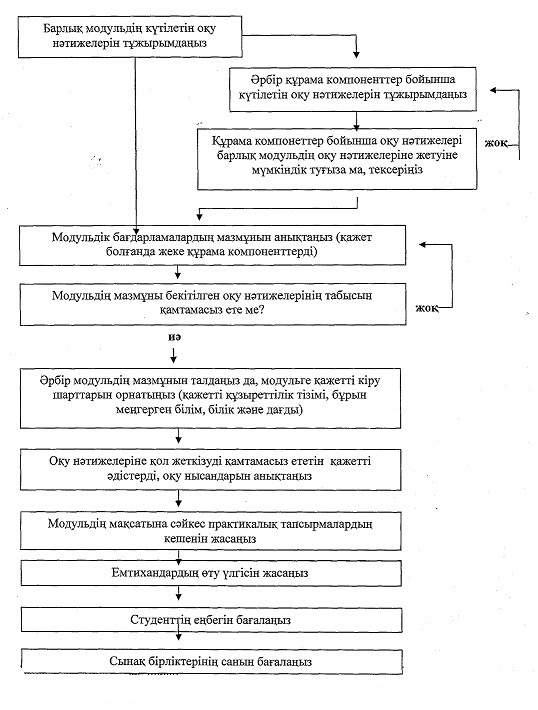 Барлық модульдің күтілетін оқу
нәтижелерін тұжырымдаңыз
Әрбір құрама компоненттер бойынша
күтілетін оқу нәтижелерін тұжырымдаңыз
Құрама компонеттер бойынша оқу нәтижелері
барлық модульдің оқу нәтижелеріне жетуіне
мүмкіндік туғыза ма, тексеріңіз
жоқ
Модульдік бағдарламалардың мазмұнын анықтаңыз (қажет
болғанда жеке құрама компоненттерді)
Модульдің мазмұны бекітілген оқу нәтижелерінің табысын
қамтамасыз ете ме?
жоқ
иә
Әрбір модульдің мазмұнын талдаңыз да, модульге қажетті кіру
шарттарын орнатыңыз (қажетті құзыреттілік тізімі, бұрын
меңгерген білім, білік және дағды)
Оқу нәтижелеріне қол жеткізуді қамтамасыз ететін қажетті
әдістерді, оқу нысандарын анықтаңыз
Модульдің мақсатына сәйкес практикалық тапсырмалардың
кешенін жасаңыз
Емтихандардың өту үлгісін жасаңыз
Студенттің еңбегін бағалаңыз
Сынақ бірліктерінің санын бағалаңыз